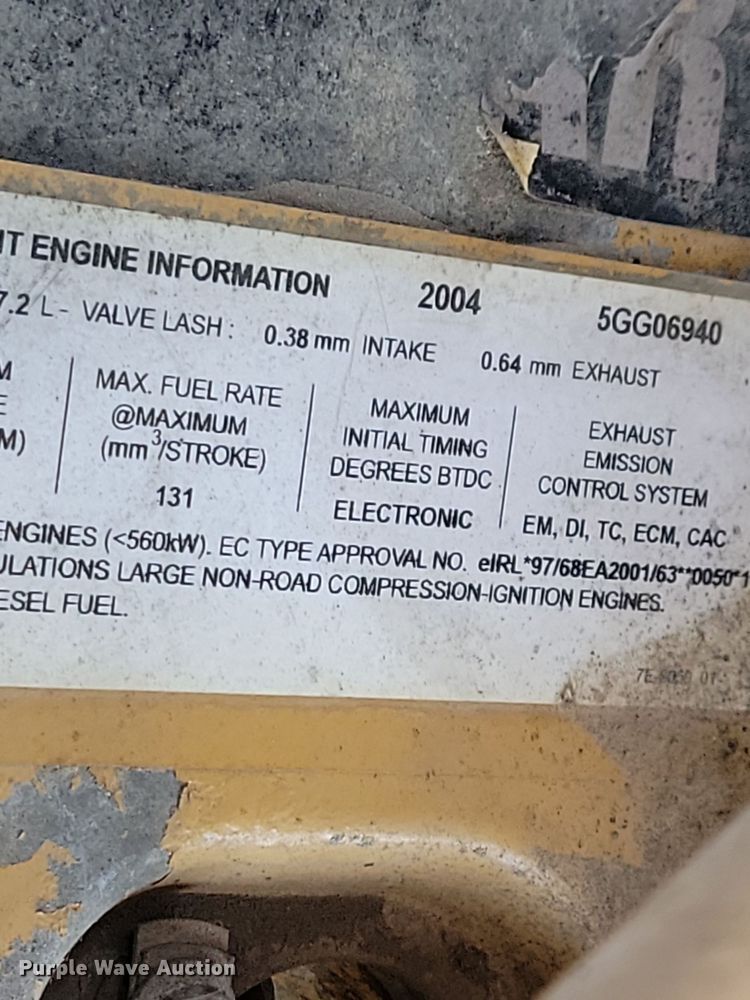 ENGINE INFORMATION 2004 5GG06940
7.2 L - VALVE LASH : 0.38 mm INTAKE 0.64 mm EXHAUST
MAX. FUEL RATE
@MAXIMUM
(mm³/STROKE)
131
MAXIMUM
INITIAL TIMING
DEGREES BTDC
ELECTRONIC
EXHAUST
EMISSION
CONTROL SYSTEM
EM, DI, TC, ECM, CAC
ENGINES (<560kW). EC TYPE APPROVAL NO. eIRL*97/68EA2001/63**0050*1
ULATIONS LARGE NON-ROAD COMPRESSION-IGNITION ENGINES.
ESEL FUEL.
Purple Wave Auction